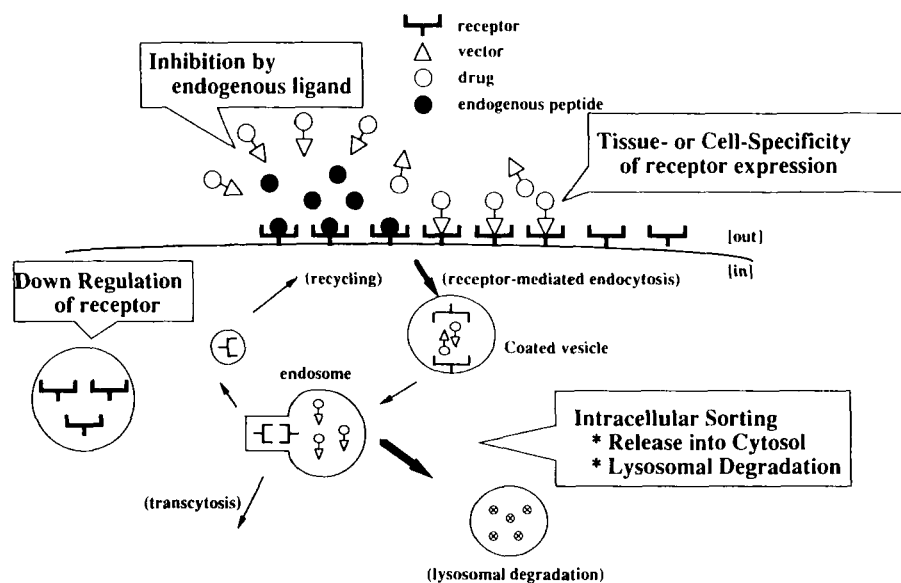 receptor
vector
drug
endogenous peptide
Inhibition by
endogenous ligand
Tissue- or Cell-Specificity
of receptor expression
[out]
[in]
Down Regulation
of receptor
(recycling)
(receptor-mediated endocytosis)
Coated vesicle
endosome
Intracellular Sorting
* Release into Cytosol
* Lysosomal Degradation
(transcytosis)
(lysosomal degradation)